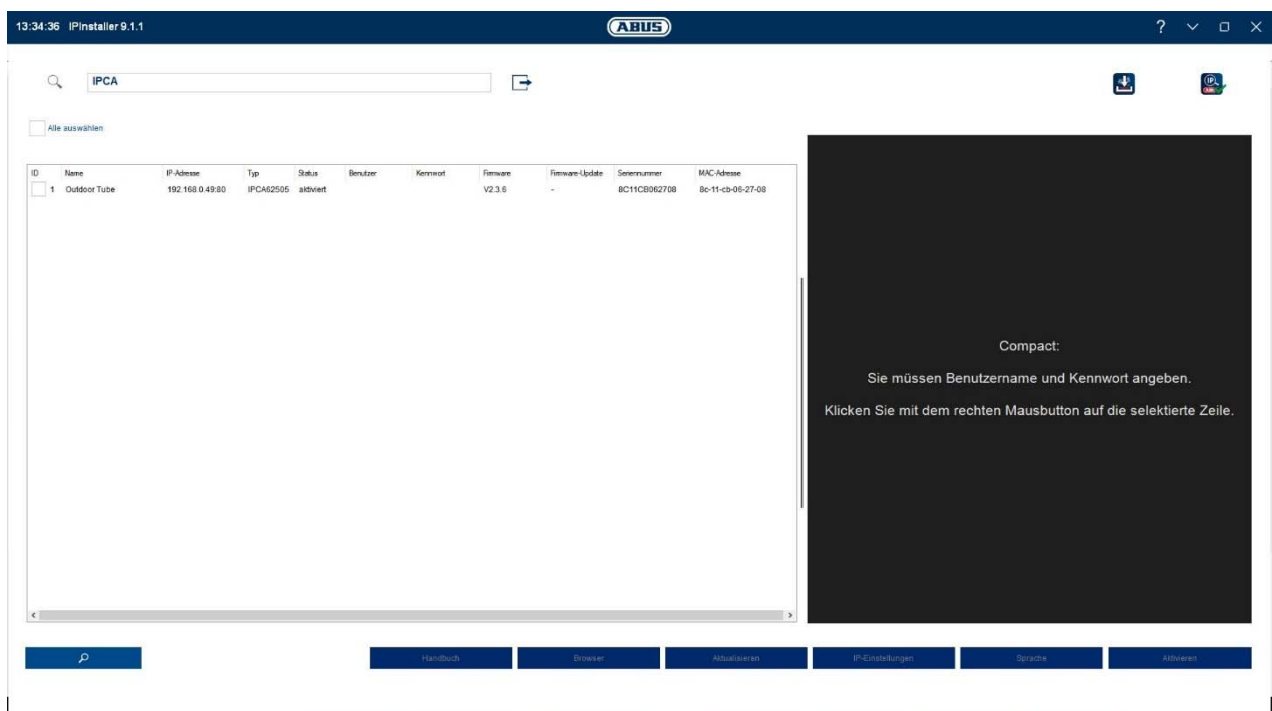 13:34:36 IPInstaller 9.1.1
ABUS
?
IPCA
IP
Alle auswählen
ID Name IP-Adresse Typ Status Benutzer Kennwort Firmware Firmware-Update Seriennummer MAC-Adresse
1 Outdoor Tube 192.168.0.49:80 IPCA62505 aktiviert V2.3.6 - 8C11CB062708 8c-11-cb-06-27-08
Compact:
Sie müssen Benutzername und Kennwort angeben.
Klicken Sie mit dem rechten Mausbutton auf die selektierte Zeile.
Handbuch Browser Aktualisieren IP-Einstellungen Sprache Aktivieren